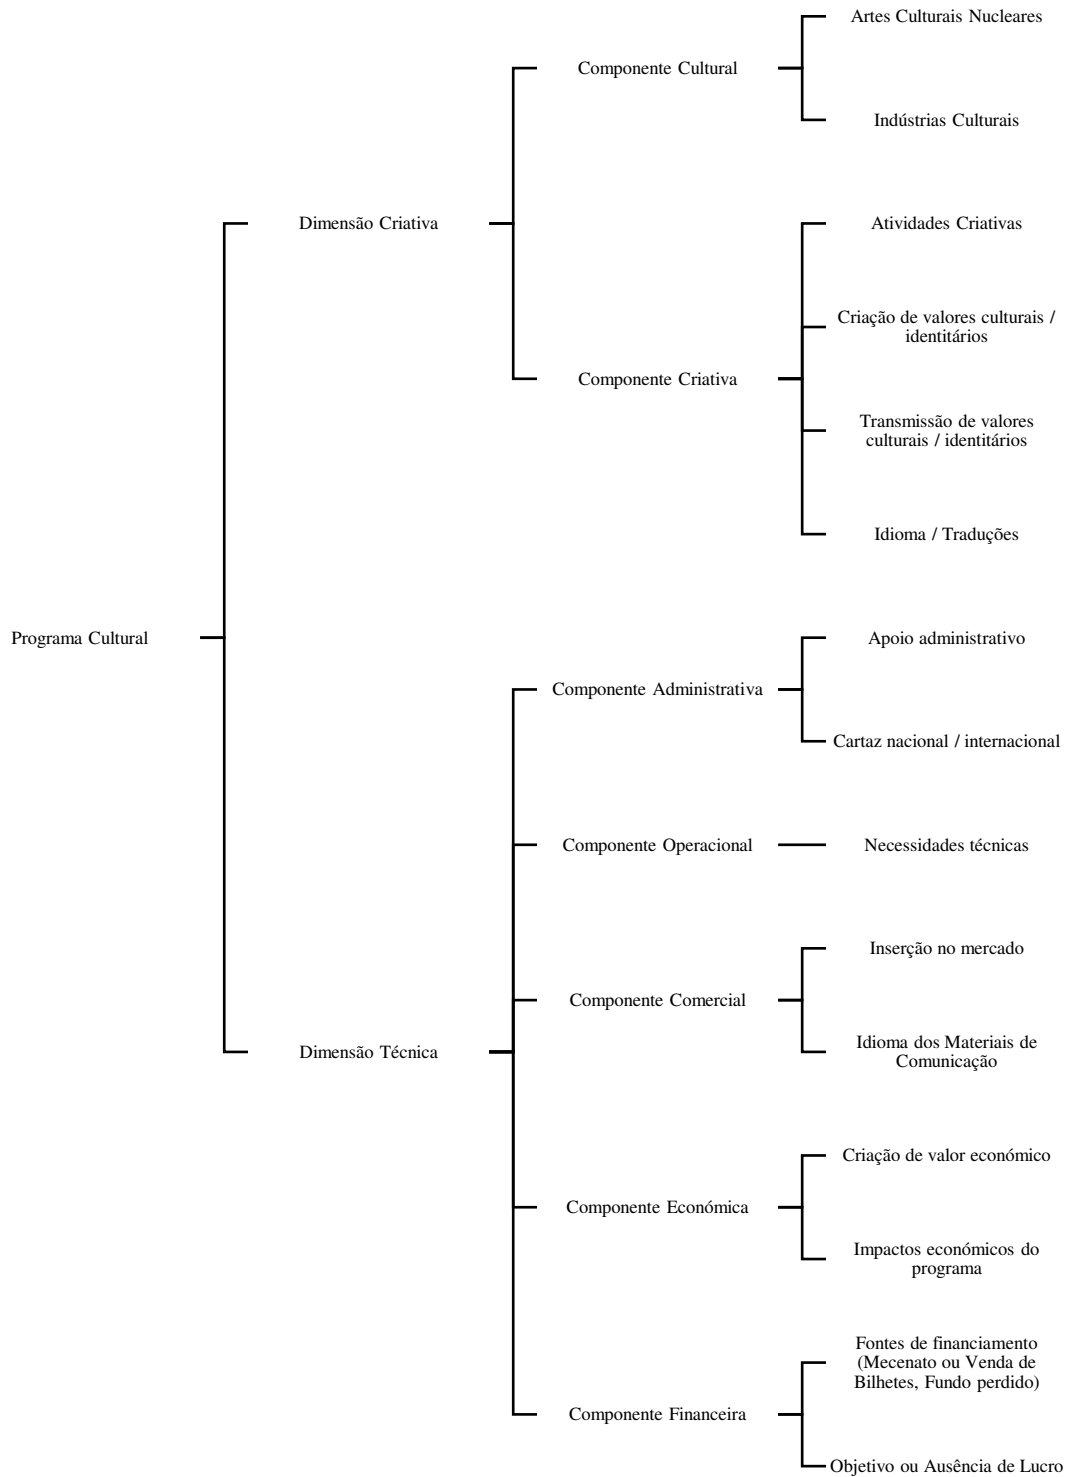 Artes Culturais Nucleares
Componente Cultural
Indústrias Culturais
Dimensão Criativa
Atividades Criativas
Criação de valores culturais /
identitários
Componente Criativa
Transmissão de valores
culturais / identitários
Idioma / Traduções
Programa Cultural
Apoio administrativo
Componente Administrativa
Cartaz nacional / internacional
Componente Operacional
Necessidades técnicas
Inserção no mercado
Componente Comercial
Dimensão Técnica
Idioma dos Materiais de
Comunicação
Criação de valor económico
Componente Económica
Impactos económicos do
programa
Fontes de financiamento
(Mecenato ou Venda de
Bilhetes, Fundo perdido)
Componente Financeira
Objetivo ou Ausência de Lucro